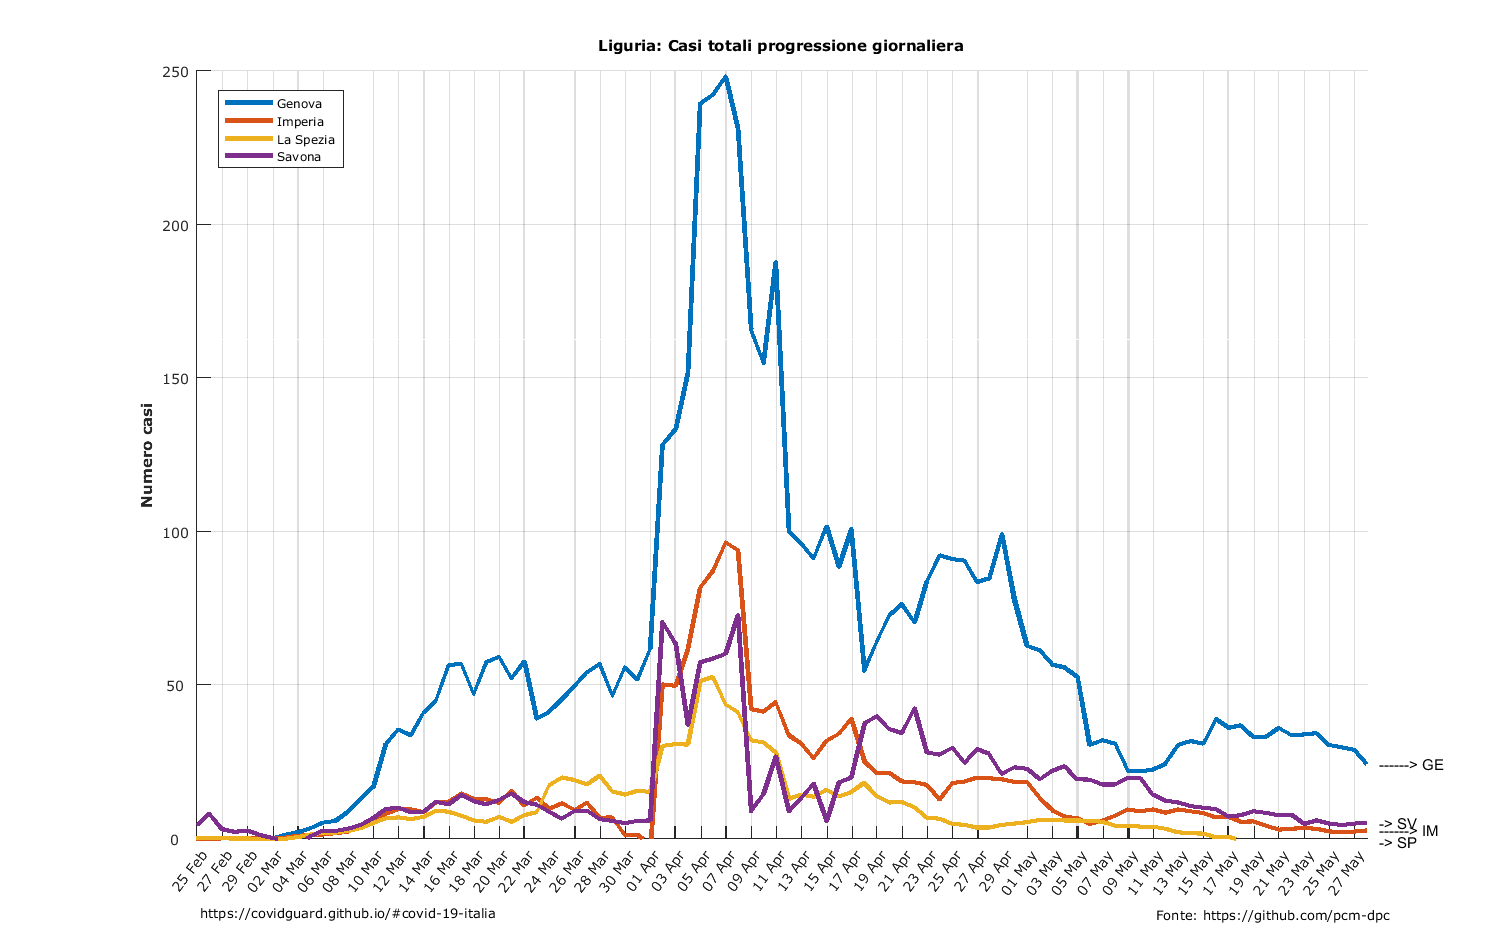 Liguria: Casi totali progressione giornaliera
Numero casi
250
200
150
100
50
0
Genova
Imperia
La Spezia
Savona
------> GE
-> SV
------> IM
-> SP
25 Feb
27 Feb
29 Feb
02 Mar
04 Mar
06 Mar
08 Mar
10 Mar
12 Mar
14 Mar
16 Mar
18 Mar
20 Mar
22 Mar
24 Mar
26 Mar
28 Mar
30 Mar
01 Apr
03 Apr
05 Apr
07 Apr
09 Apr
11 Apr
13 Apr
15 Apr
17 Apr
19 Apr
21 Apr
23 Apr
25 Apr
27 Apr
29 Apr
01 May
03 May
05 May
07 May
09 May
11 May
13 May
15 May
17 May
19 May
21 May
23 May
25 May
27 May
https://covidguard.github.io/#covid-19-italia
Fonte: https://github.com/pcm-dpc